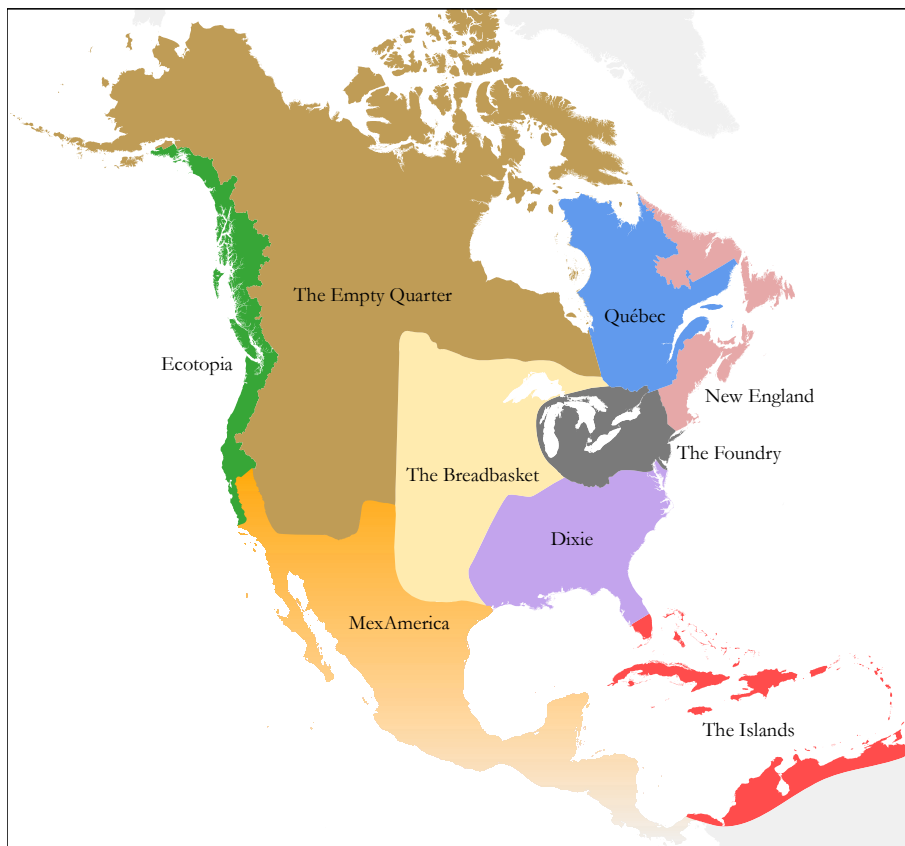 The Empty Quarter
Québec
Ecotopia
New England
The Foundry
The Breadbasket
Dixie
MexAmerica
The Islands